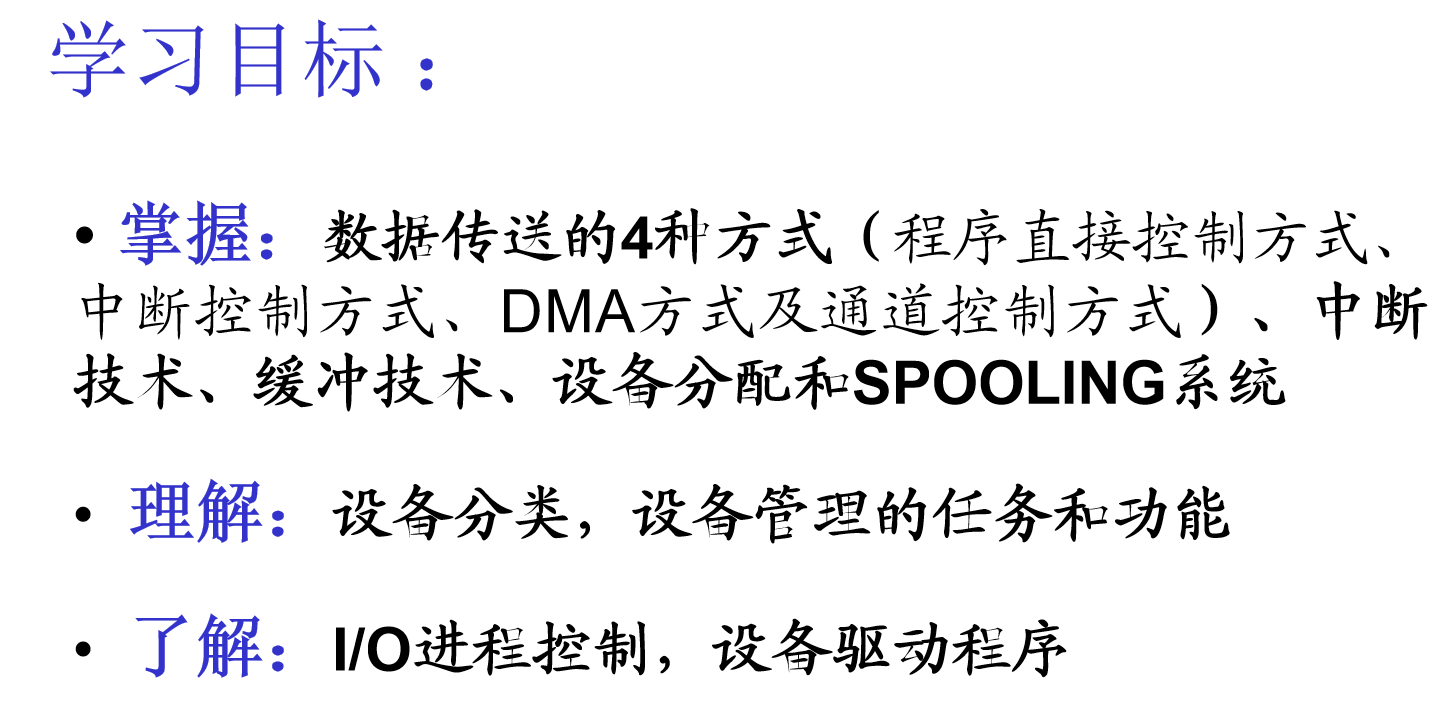 学习目标：
• 掌握：数据传送的4种方式（程序直接控制方式、
中断控制方式、DMA方式及通道控制方式）、中断
技术、缓冲技术、设备分配和SPOOLING系统
• 理解：设备分类，设备管理的任务和功能
• 了解：I/O进程控制，设备驱动程序